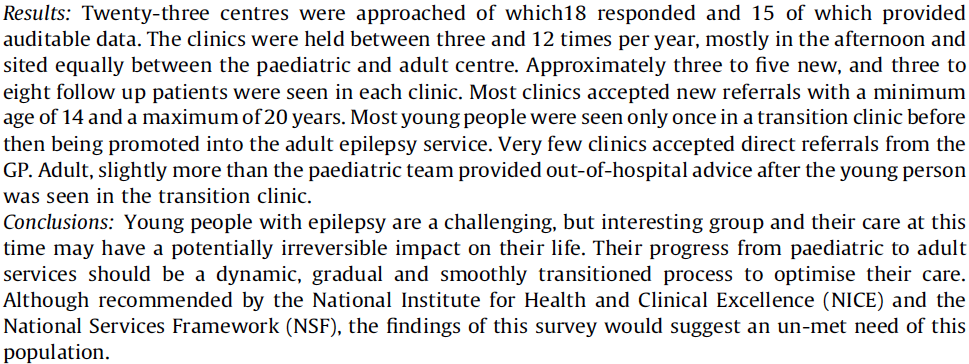 Results: Twenty-three centres were approached of which18 responded and 15 of which provided
auditable data. The clinics were held between three and 12 times per year, mostly in the afternoon and
sited equally between the paediatric and adult centre. Approximately three to five new, and three to
eight follow up patients were seen in each clinic. Most clinics accepted new referrals with a minimum
age of 14 and a maximum of 20 years. Most young people were seen only once in a transition clinic before
then being promoted into the adult epilepsy service. Very few clinics accepted direct referrals from the
GP. Adult, slightly more than the paediatric team provided out-of-hospital advice after the young person
was seen in the transition clinic.
Conclusions: Young people with epilepsy are a challenging, but interesting group and their care at this
time may have a potentially irreversible impact on their life. Their progress from paediatric to adult
services should be a dynamic, gradual and smoothly transitioned process to optimise their care.
Although recommended by the National Institute for Health and Clinical Excellence (NICE) and the
National Services Framework (NSF), the findings of this survey would suggest an un-met need of this
population.